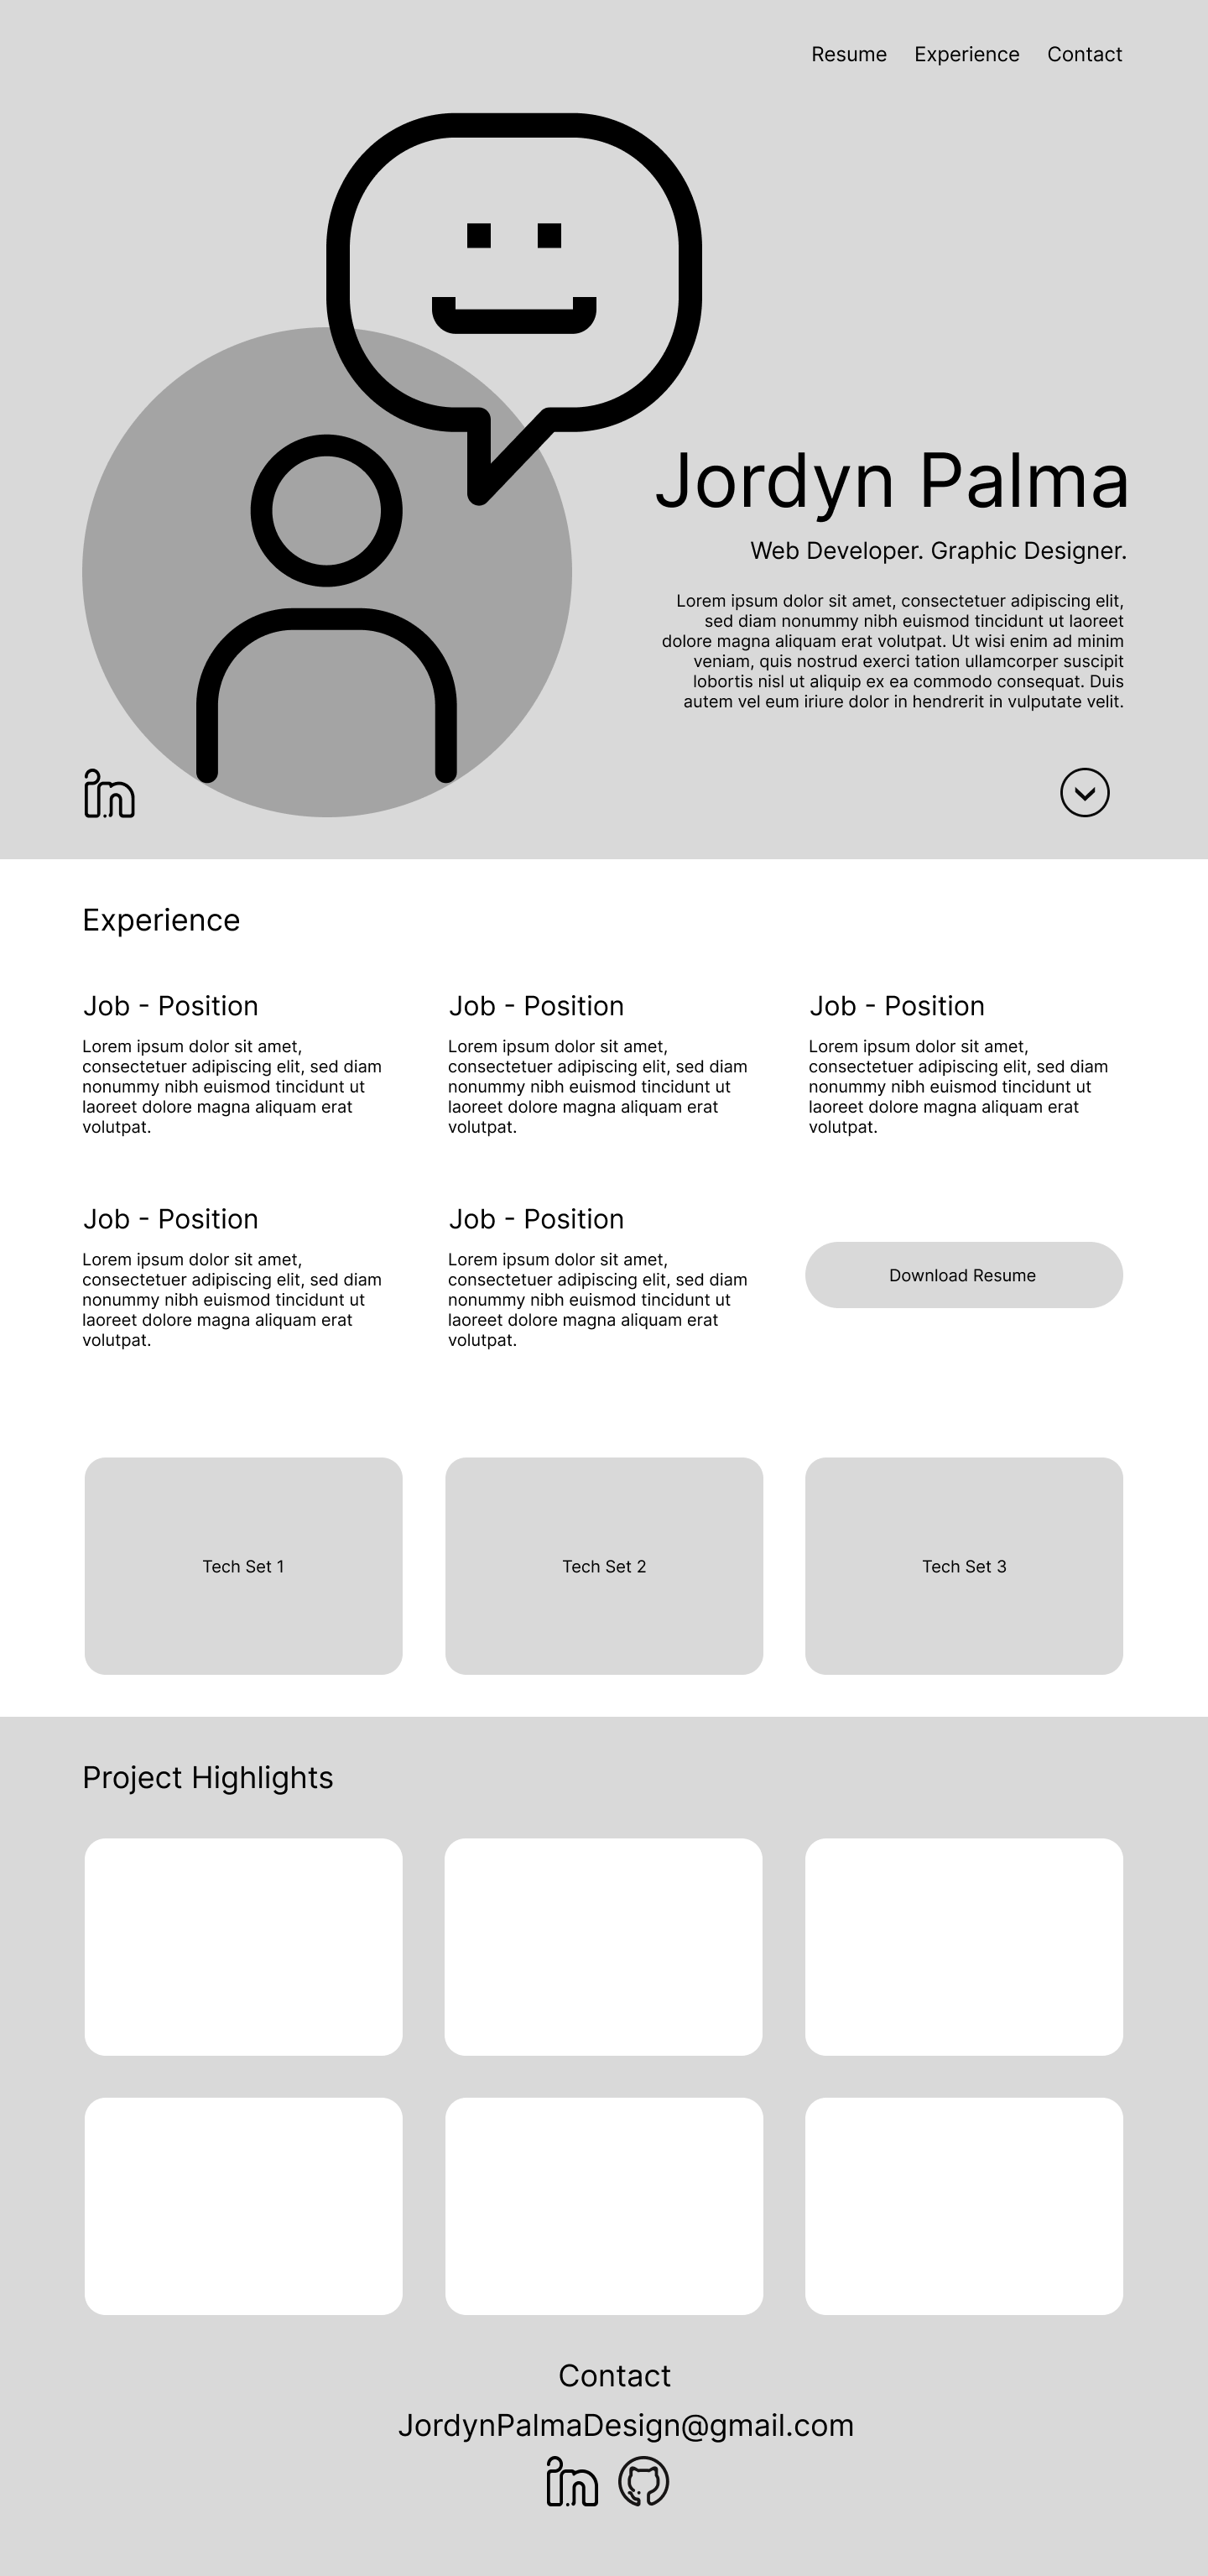 Resume Experience Contact
Jordyn Palma
Web Developer. Graphic Designer.
Lorem ipsum dolor sit amet, consectetuer adipiscing elit,
sed diam nonummy nibh euismod tincidunt ut laoreet
dolore magna aliquam erat volutpat. Ut wisi enim ad minim
veniam, quis nostrud exerci tation ullamcorper suscipit
lobortis nisl ut aliquip ex ea commodo consequat. Duis
autem vel eum iriure dolor in hendrerit in vulputate velit.
in
Experience
Job - Position
Lorem ipsum dolor sit amet,
consectetuer adipiscing elit, sed diam
nonummy nibh euismod tincidunt ut
laoreet dolore magna aliquam erat
volutpat.
Job - Position
Lorem ipsum dolor sit amet,
consectetuer adipiscing elit, sed diam
nonummy nibh euismod tincidunt ut
laoreet dolore magna aliquam erat
volutpat.
Job - Position
Lorem ipsum dolor sit amet,
consectetuer adipiscing elit, sed diam
nonummy nibh euismod tincidunt ut
laoreet dolore magna aliquam erat
volutpat.
Job - Position
Lorem ipsum dolor sit amet,
consectetuer adipiscing elit, sed diam
nonummy nibh euismod tincidunt ut
laoreet dolore magna aliquam erat
volutpat.
Job - Position
Lorem ipsum dolor sit amet,
consectetuer adipiscing elit, sed diam
nonummy nibh euismod tincidunt ut
laoreet dolore magna aliquam erat
volutpat.
Download Resume
Tech Set 1
Tech Set 2
Tech Set 3
Project Highlights
Contact
JordynPalmaDesign@gmail.com
in